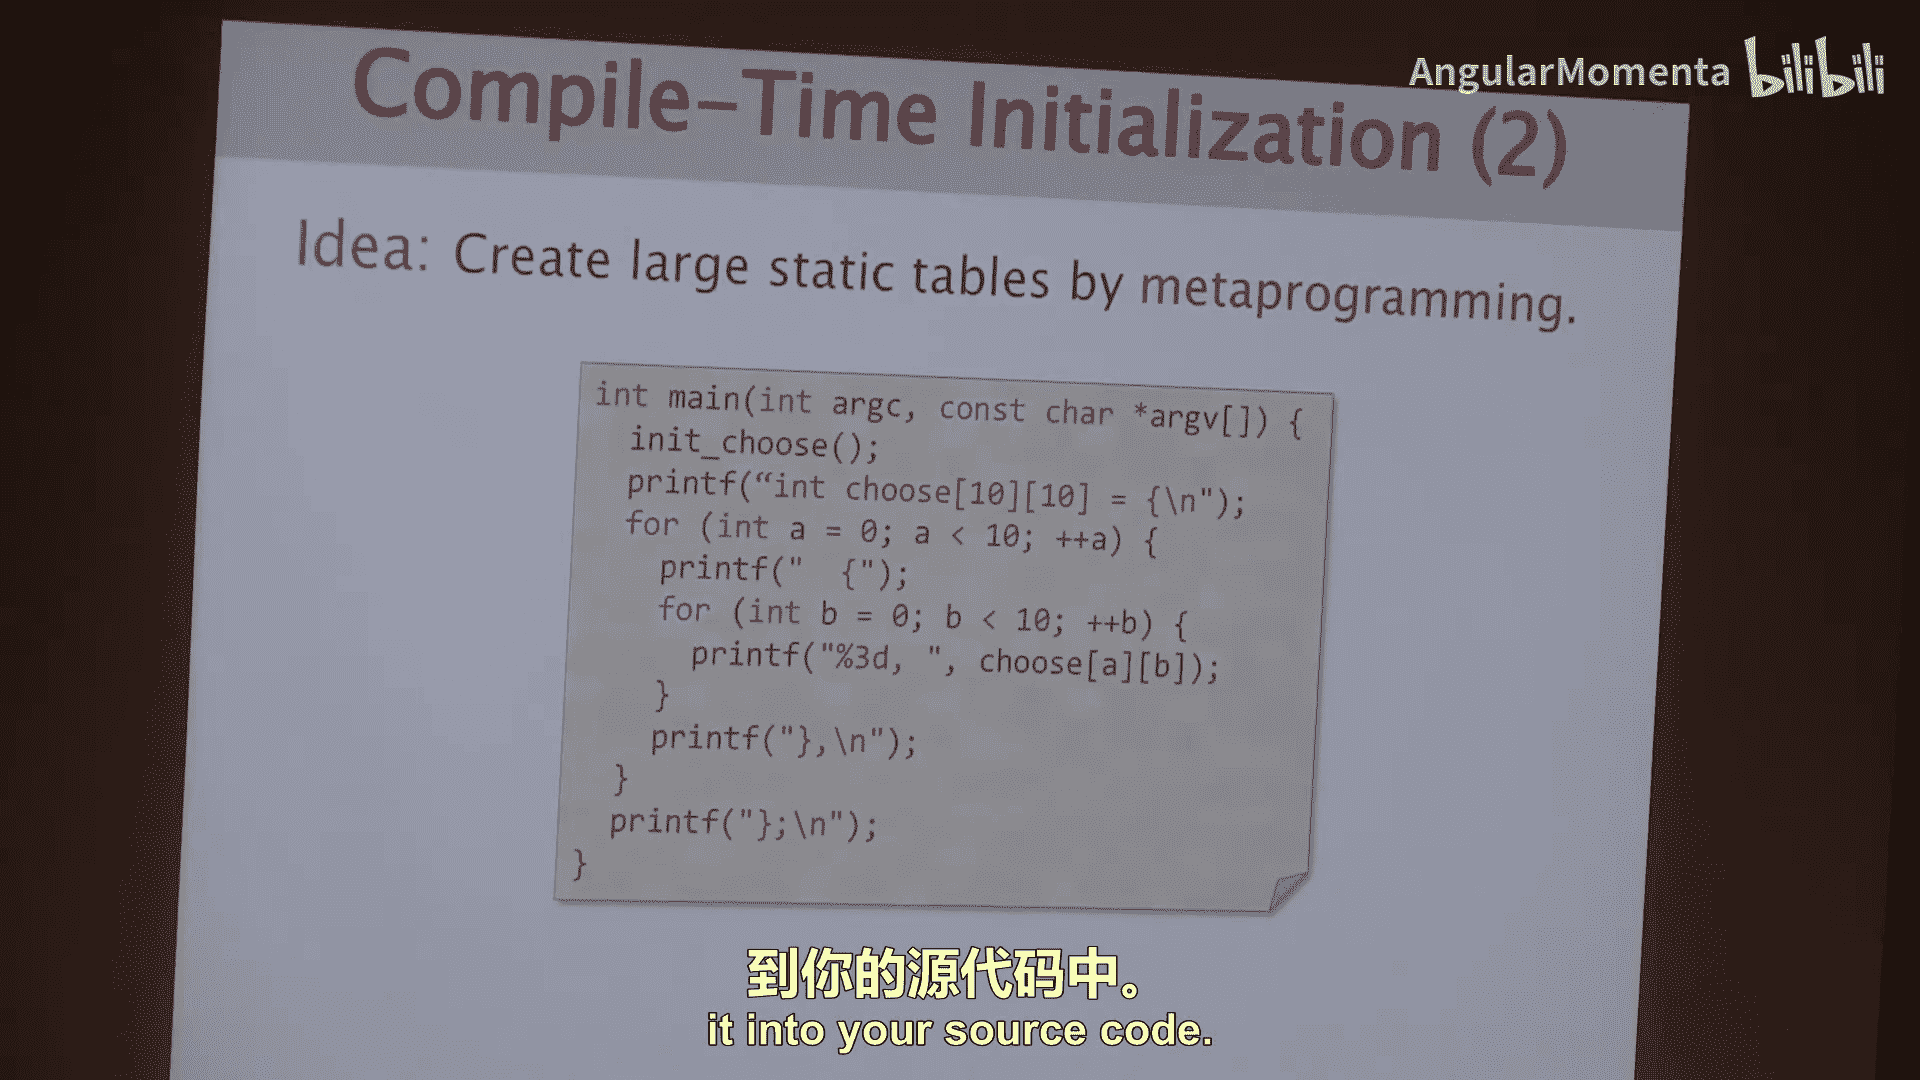 AngularMomenta bilibili
Compile-Time Initialization (2)
Idea: Create large static tables by metaprogramming.
int main(int argc, const char *argv[]) {
init_choose();
printf(“int choose[10][10] = {\n");
for (int a = 0; a < 10; ++a) {
printf("  {");
for (int b = 0; b < 10; ++b) {
printf("%3d, ", choose[a][b]);
}
printf("},\n");
}
printf("};\n");
}
到你的源代码中。
it into your source code.